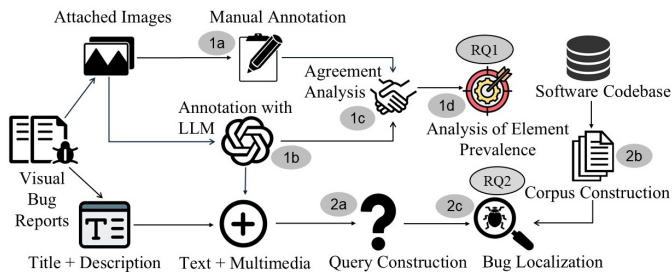 Attached Images
Manual Annotation
1a
RQ1
Agreement
Analysis
1c
1d
Software Codebase
Annotation with
LLM
1b
Analysis of Element
Prevalence
2b
Visual
Bug
Reports
RQ2
Corpus Construction
T
2a
2c
Title + Description
Text + Multimedia
Query Construction
Bug Localization